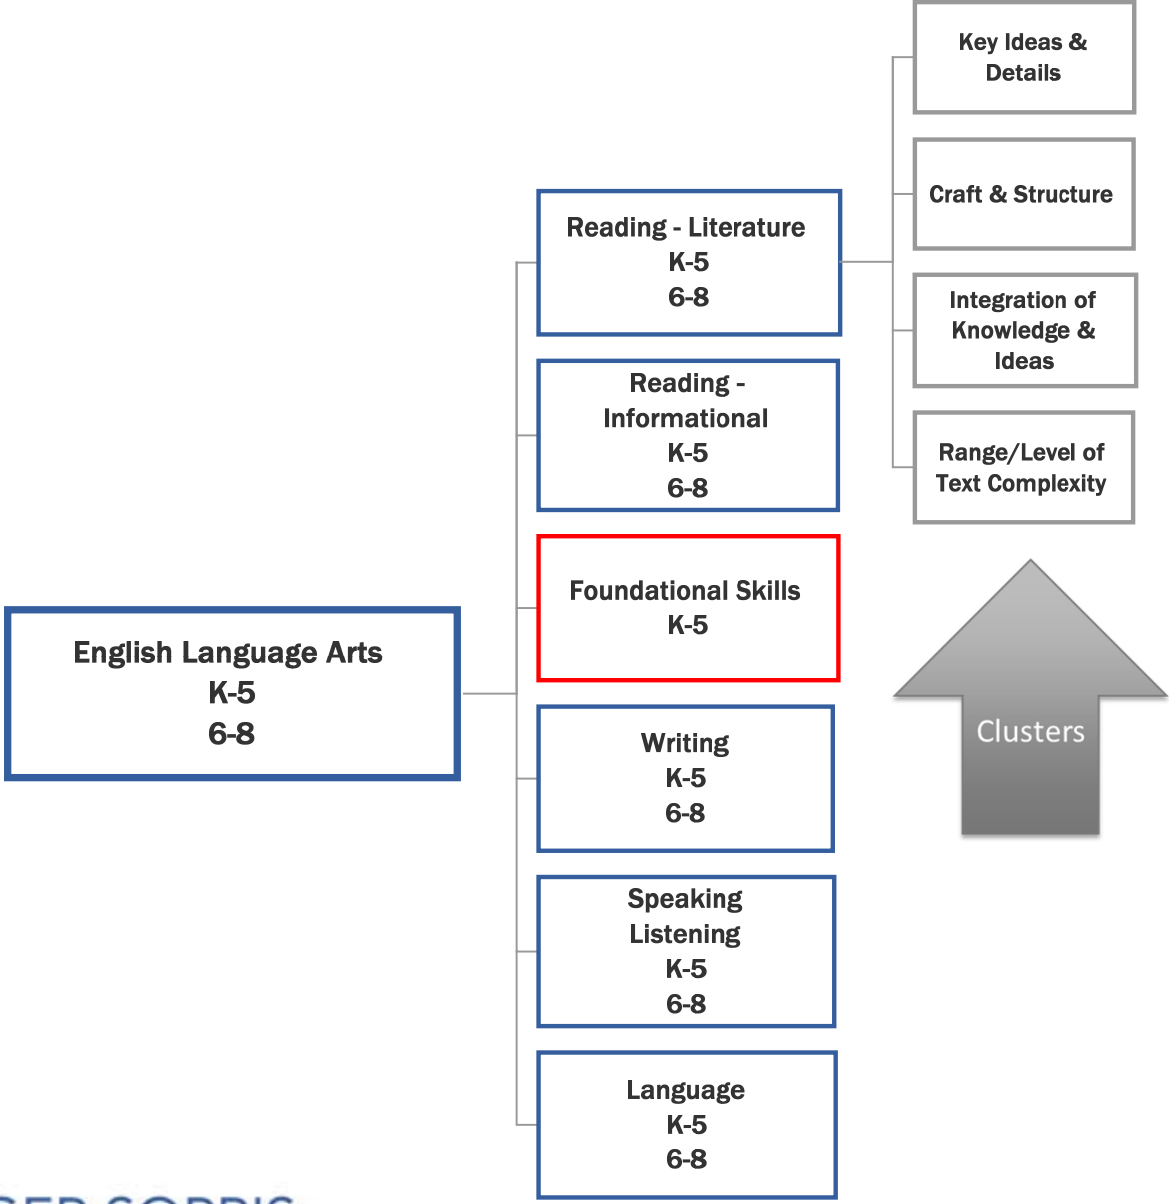 Key Ideas &
Details
Craft & Structure
Integration of
Knowledge &
Ideas
Range/Level of
Text Complexity
Reading - Literature
K-5
6-8
Reading -
Informational
K-5
6-8
Foundational Skills
K-5
English Language Arts
K-5
6-8
Writing
K-5
6-8
Speaking
Listening
K-5
6-8
Language
K-5
6-8
Clusters